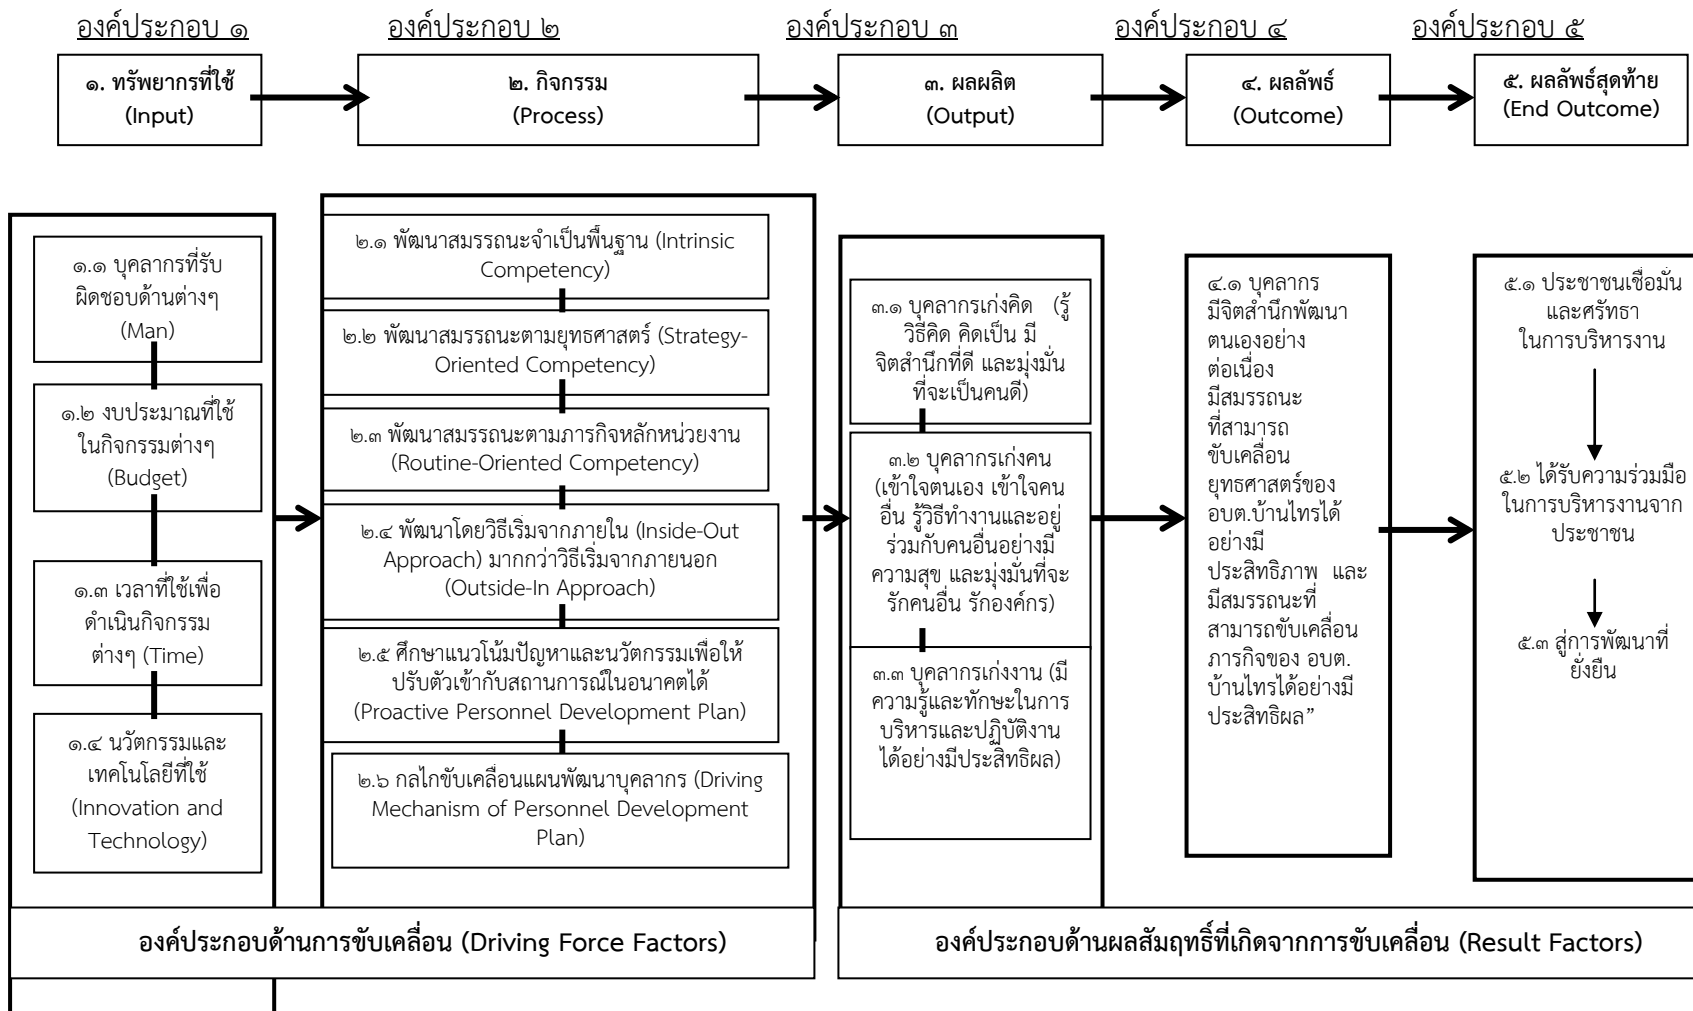 องค์ประกอบ ๑
องค์ประกอบ ๒
องค์ประกอบ ๓
องค์ประกอบ ๔
องค์ประกอบ ๕
๑. ทรัพยากรที่ใช้
(Input)
๒. กิจกรรม
(Process)
๓. ผลผลิต
(Output)
๔. ผลลัพธ์
(Outcome)
๕. ผลลัพธ์สุดท้าย
(End Outcome)
๑.๑ บุคลากรที่รับ
ผิดชอบด้านต่างๆ
(Man)
๑.๒ งบประมาณที่ใช้
ในกิจกรรมต่างๆ
(Budget)
๑.๓ เวลาที่ใช้เพื่อ
ดำเนินกิจกรรม
ต่างๆ (Time)
๑.๔ นวัตกรรมและ
เทคโนโลยีที่ใช้
(Innovation and
Technology)
๒.๑ พัฒนาสมรรถนะจำเป็นพื้นฐาน (Intrinsic
Competency)
๒.๒ พัฒนาสมรรถนะตามยุทธศาสตร์ (Strategy-
Oriented Competency)
๒.๓ พัฒนาสมรรถนะตามภารกิจหลักหน่วยงาน
(Routine-Oriented Competency)
๒.๔ พัฒนาโดยวิธีเริ่มจากภายใน (Inside-Out
Approach) มากกว่าวิธีเริ่มจากภายนอก
(Outside-In Approach)
๒.๕ ศึกษาแนวโน้มปัญหาและนวัตกรรมเพื่อให้
ปรับตัวเข้ากับสถานการณ์ในอนาคตได้
(Proactive Personnel Development Plan)
๒.๖ กลไกขับเคลื่อนแผนพัฒนาบุคลากร (Driving
Mechanism of Personnel Development
Plan)
๓.๑ บุคลากรเก่งคิด (รู้
วิธีคิด คิดเป็น มี
จิตสำนึกที่ดี และมุ่งมั่น
ที่จะเป็นคนดี)
๓.๒ บุคลากรเก่งคน
(เข้าใจตนเอง เข้าใจคน
อื่น รู้วิธีทำงานและอยู่
ร่วมกับคนอื่นอย่างมี
ความสุข และมุ่งมั่นที่จะ
รักคนอื่น รักองค์กร)
๓.๓ บุคลากรเก่งงาน (มี
ความรู้และทักษะในการ
บริหารและปฏิบัติงาน
ได้อย่างมีประสิทธิผล)
๔.๑ บุคลากร
มีจิตสำนึกพัฒนา
ตนเองอย่าง
ต่อเนื่อง
มีสมรรถนะ
ที่สามารถ
ขับเคลื่อน
ยุทธศาสตร์ของ
อบต.บ้านไทรได้
อย่างมี
ประสิทธิภาพ และ
มีสมรรถนะที่
สามารถขับเคลื่อน
ภารกิจของ อบต.
บ้านไทรได้อย่างมี
ประสิทธิผล”
๕.๑ ประชาชนเชื่อมั่น
และศรัทธา
ในการบริหารงาน
๕.๒ ได้รับความร่วมมือ
ในการบริหารงานจาก
ประชาชน
๕.๓ สู่การพัฒนาที่
ยั่งยืน
องค์ประกอบด้านการขับเคลื่อน (Driving Force Factors)
องค์ประกอบด้านผลสัมฤทธิ์ที่เกิดจากการขับเคลื่อน (Result Factors)